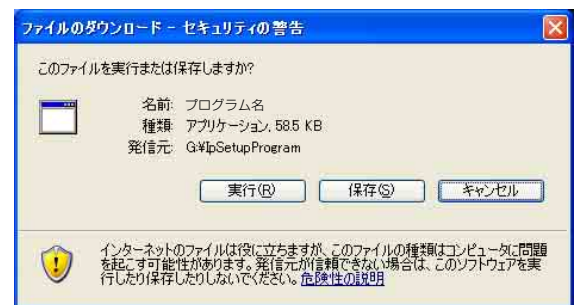 ファイルのダウンロード - セキュリティの警告
このファイルを実行または保存しますか?
名前: プログラム名
種類: アプリケーション, 58.5 KB
発信元: G:¥IpSetupProgram
実行(R) 保存(S) キャンセル
インターネットのファイルは役に立ちますが、このファイルの種類はコンピュータに問題
を起こす可能性があります。発信元が信頼できない場合は、このソフトウェアを実
行したり保存したりしないでください。危険性の説明